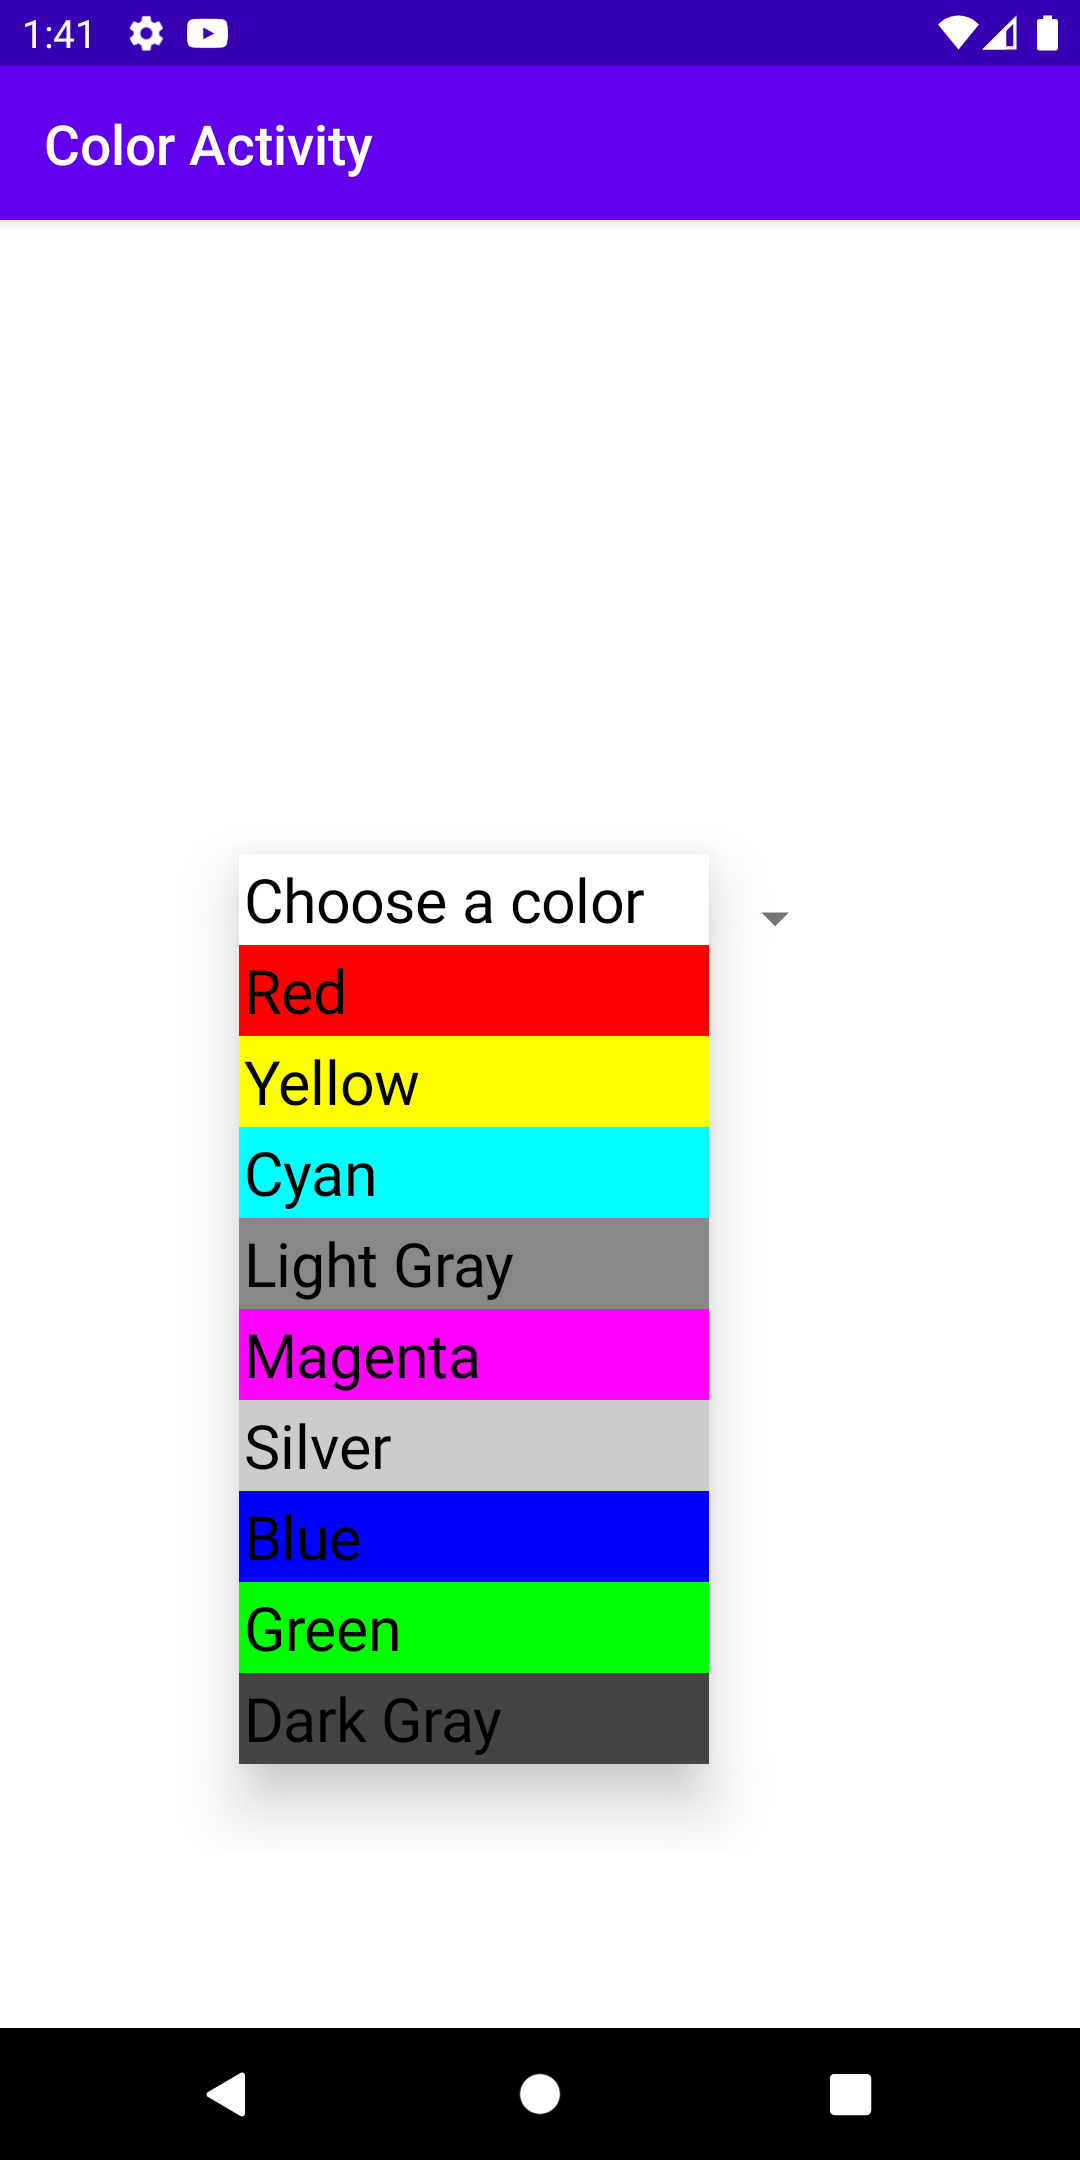 1:41
Color Activity
Choose a color
Red
Yellow
Cyan
Light Gray
Magenta
Silver
Blue
Green
Dark Gray